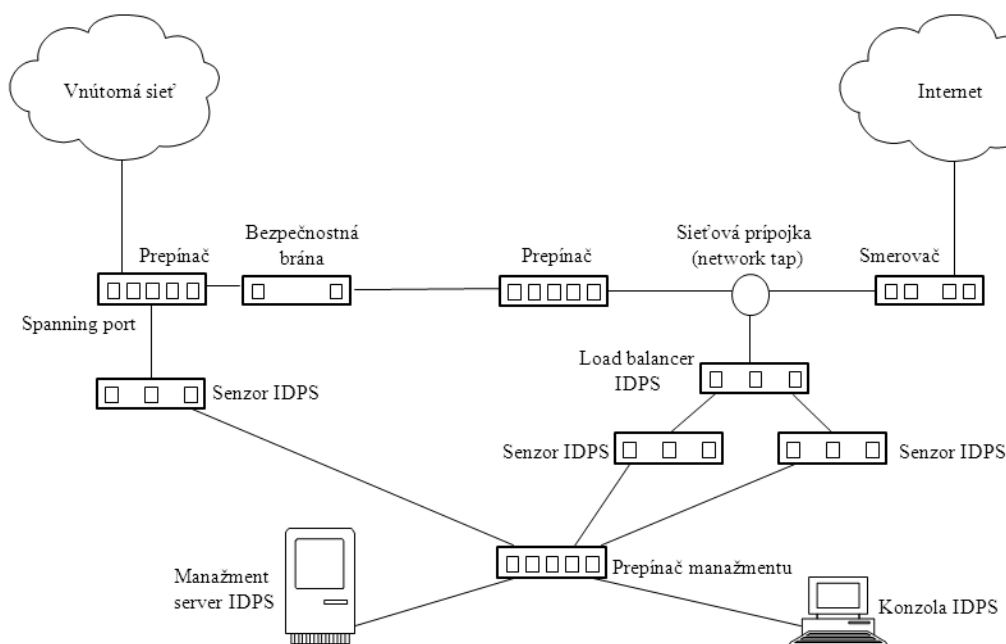 Vnútorná sieť
Internet
Bezpečnostná
brána
Prepínač
Prepínač
Sieťová prípojka
(network tap)
Smerovač
Spanning port
Load balancer
IDPS
Senzor IDPS
Senzor IDPS
Senzor IDPS
Prepínač manažmentu
Manažment
server IDPS
Konzola IDPS